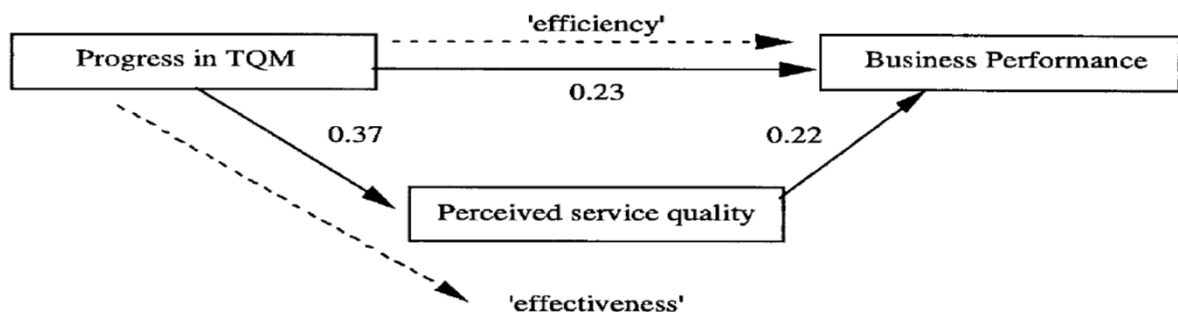 'efficiency'
Progress in TQM
Business Performance
0.23
0.37
0.22
Perceived service quality
'effectiveness'